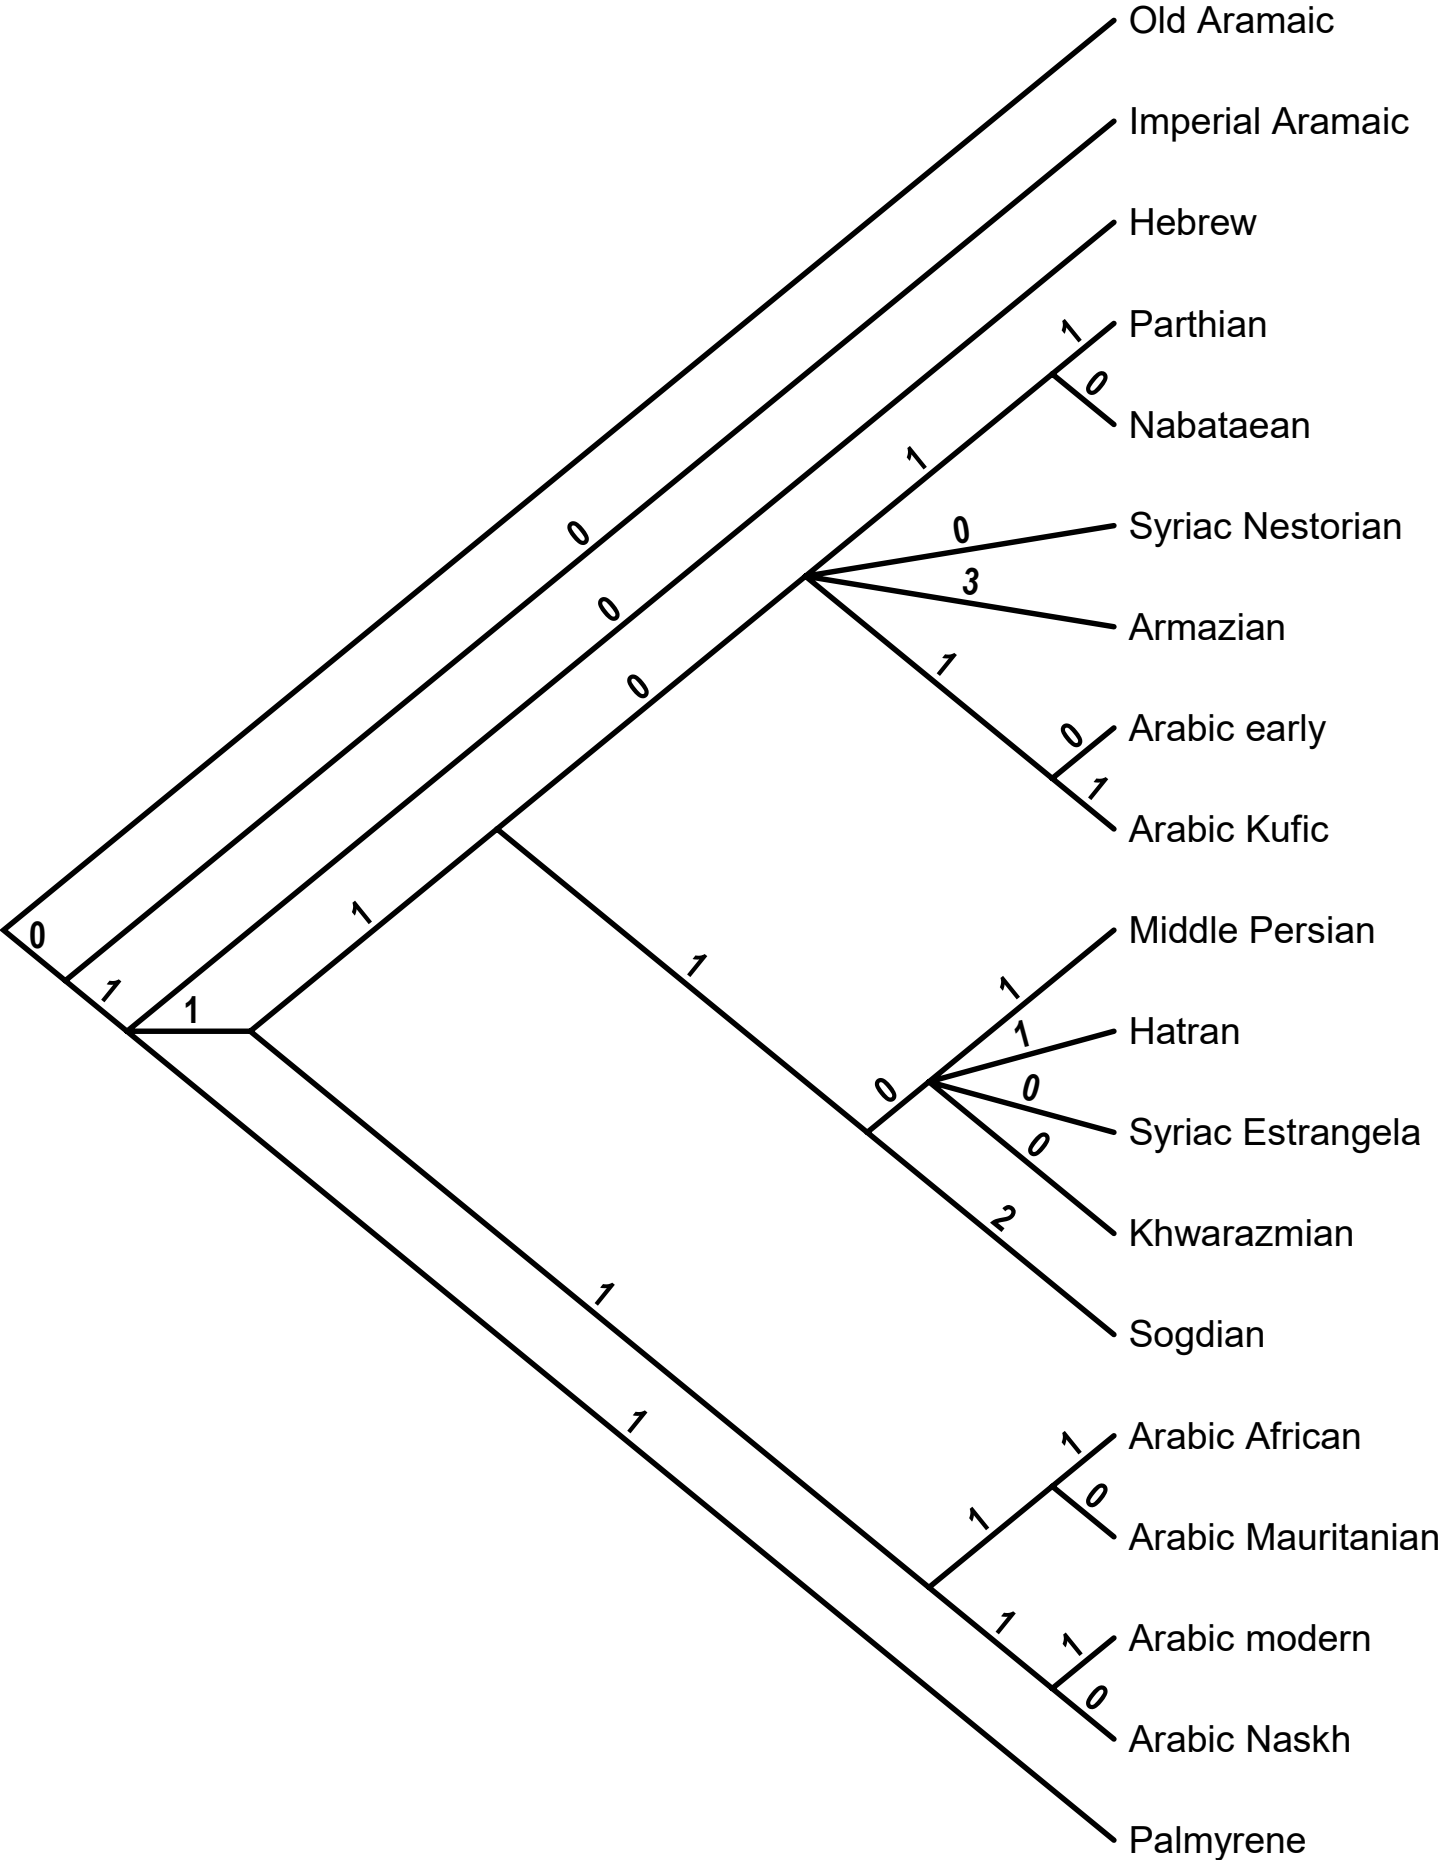 Old Aramaic
Imperial Aramaic
Hebrew
1 Parthian
0
Nabataean
1
0 Syriac Nestorian
0
3
Armazian
0
1
0
0 Arabic early
1
Arabic Kufic
1
0
Middle Persian
1
1
1
1
1 Hatran
0
0
Syriac Estrangela
0
Khwarazmian
2
1
Sogdian
1
1 Arabic African
0
1
Arabic Mauritanian
1
1 Arabic modern
0
Arabic Naskh
Palmyrene